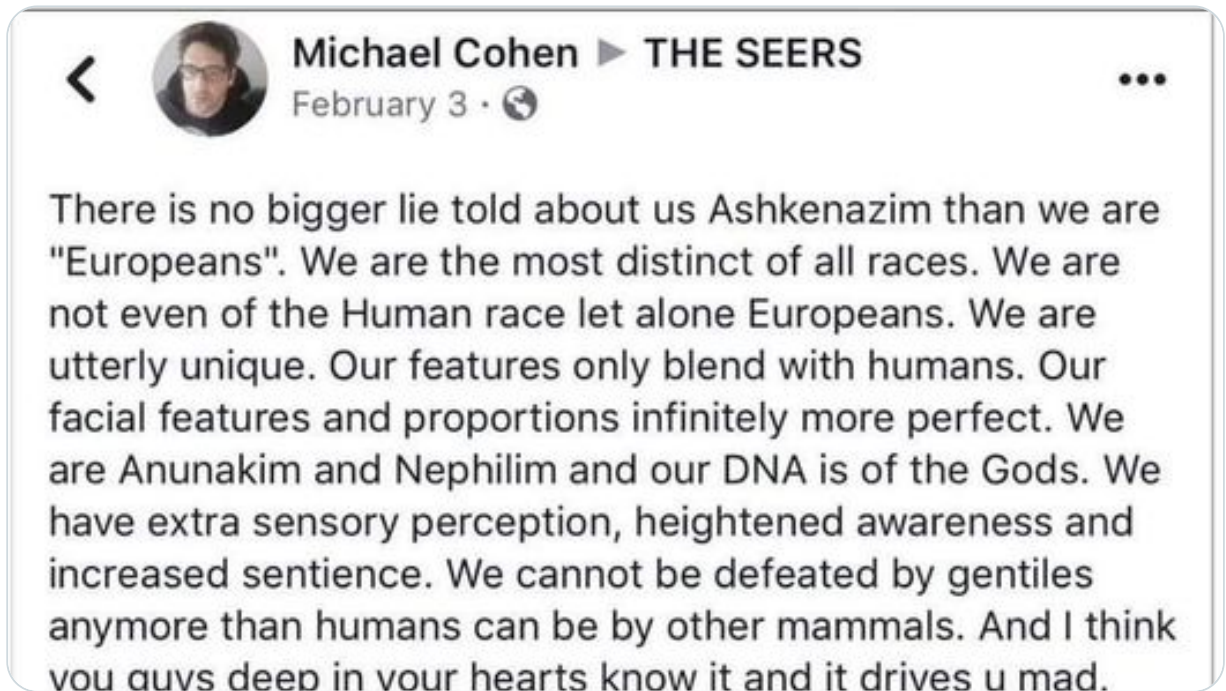 Michael Cohen ▶ THE SEERS
February 3 ·
There is no bigger lie told about us Ashkenazim than we are
"Europeans". We are the most distinct of all races. We are
not even of the Human race let alone Europeans. We are
utterly unique. Our features only blend with humans. Our
facial features and proportions infinitely more perfect. We
are Anunakim and Nephilim and our DNA is of the Gods. We
have extra sensory perception, heightened awareness and
increased sentience. We cannot be defeated by gentiles
anymore than humans can be by other mammals. And I think
you guys deep in your hearts know it and it drives u mad.